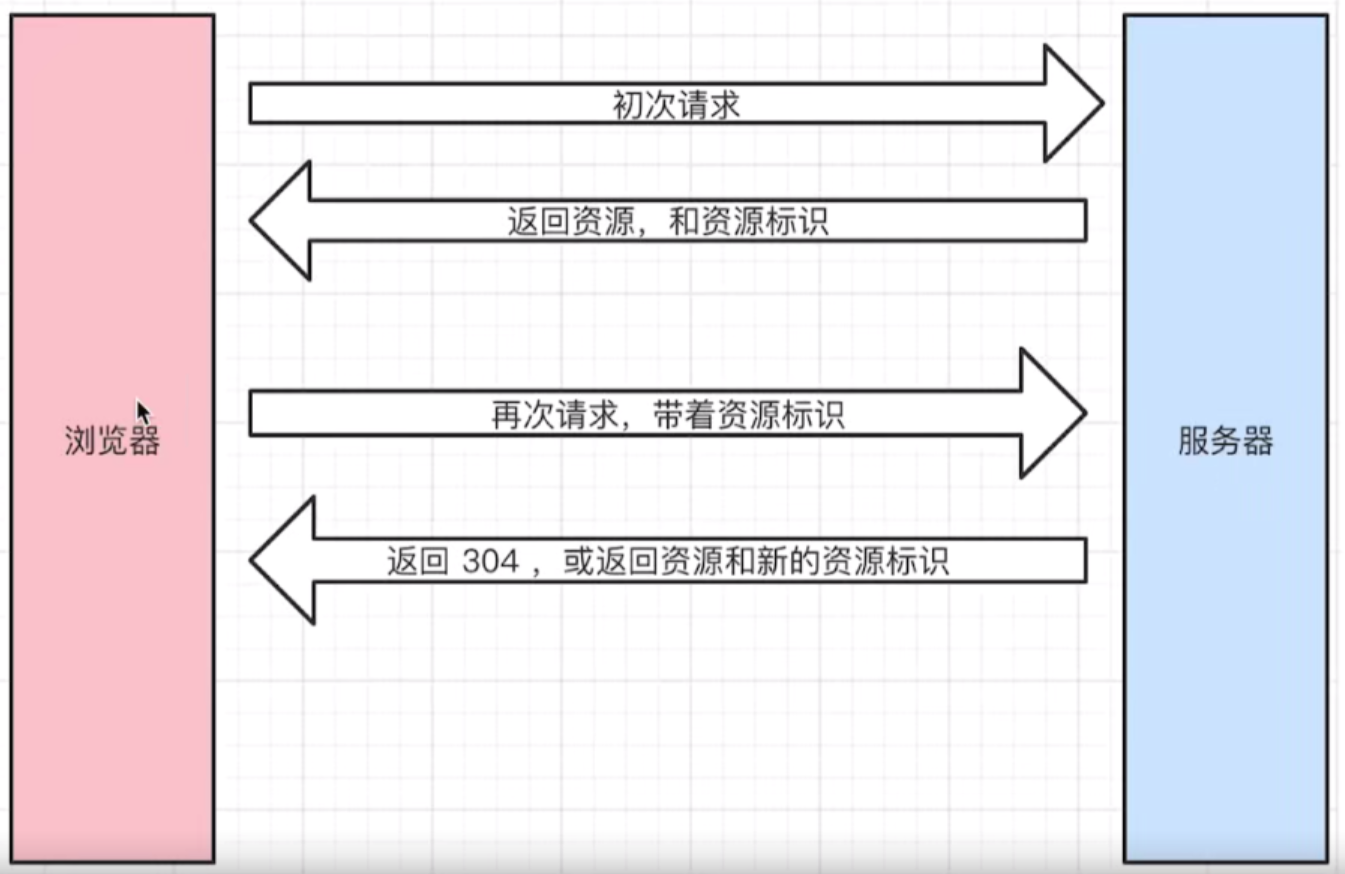 初次请求
返回资源，和资源标识
再次请求，带着资源标识
浏览器
服务器
返回 304 ，或返回资源和新的资源标识